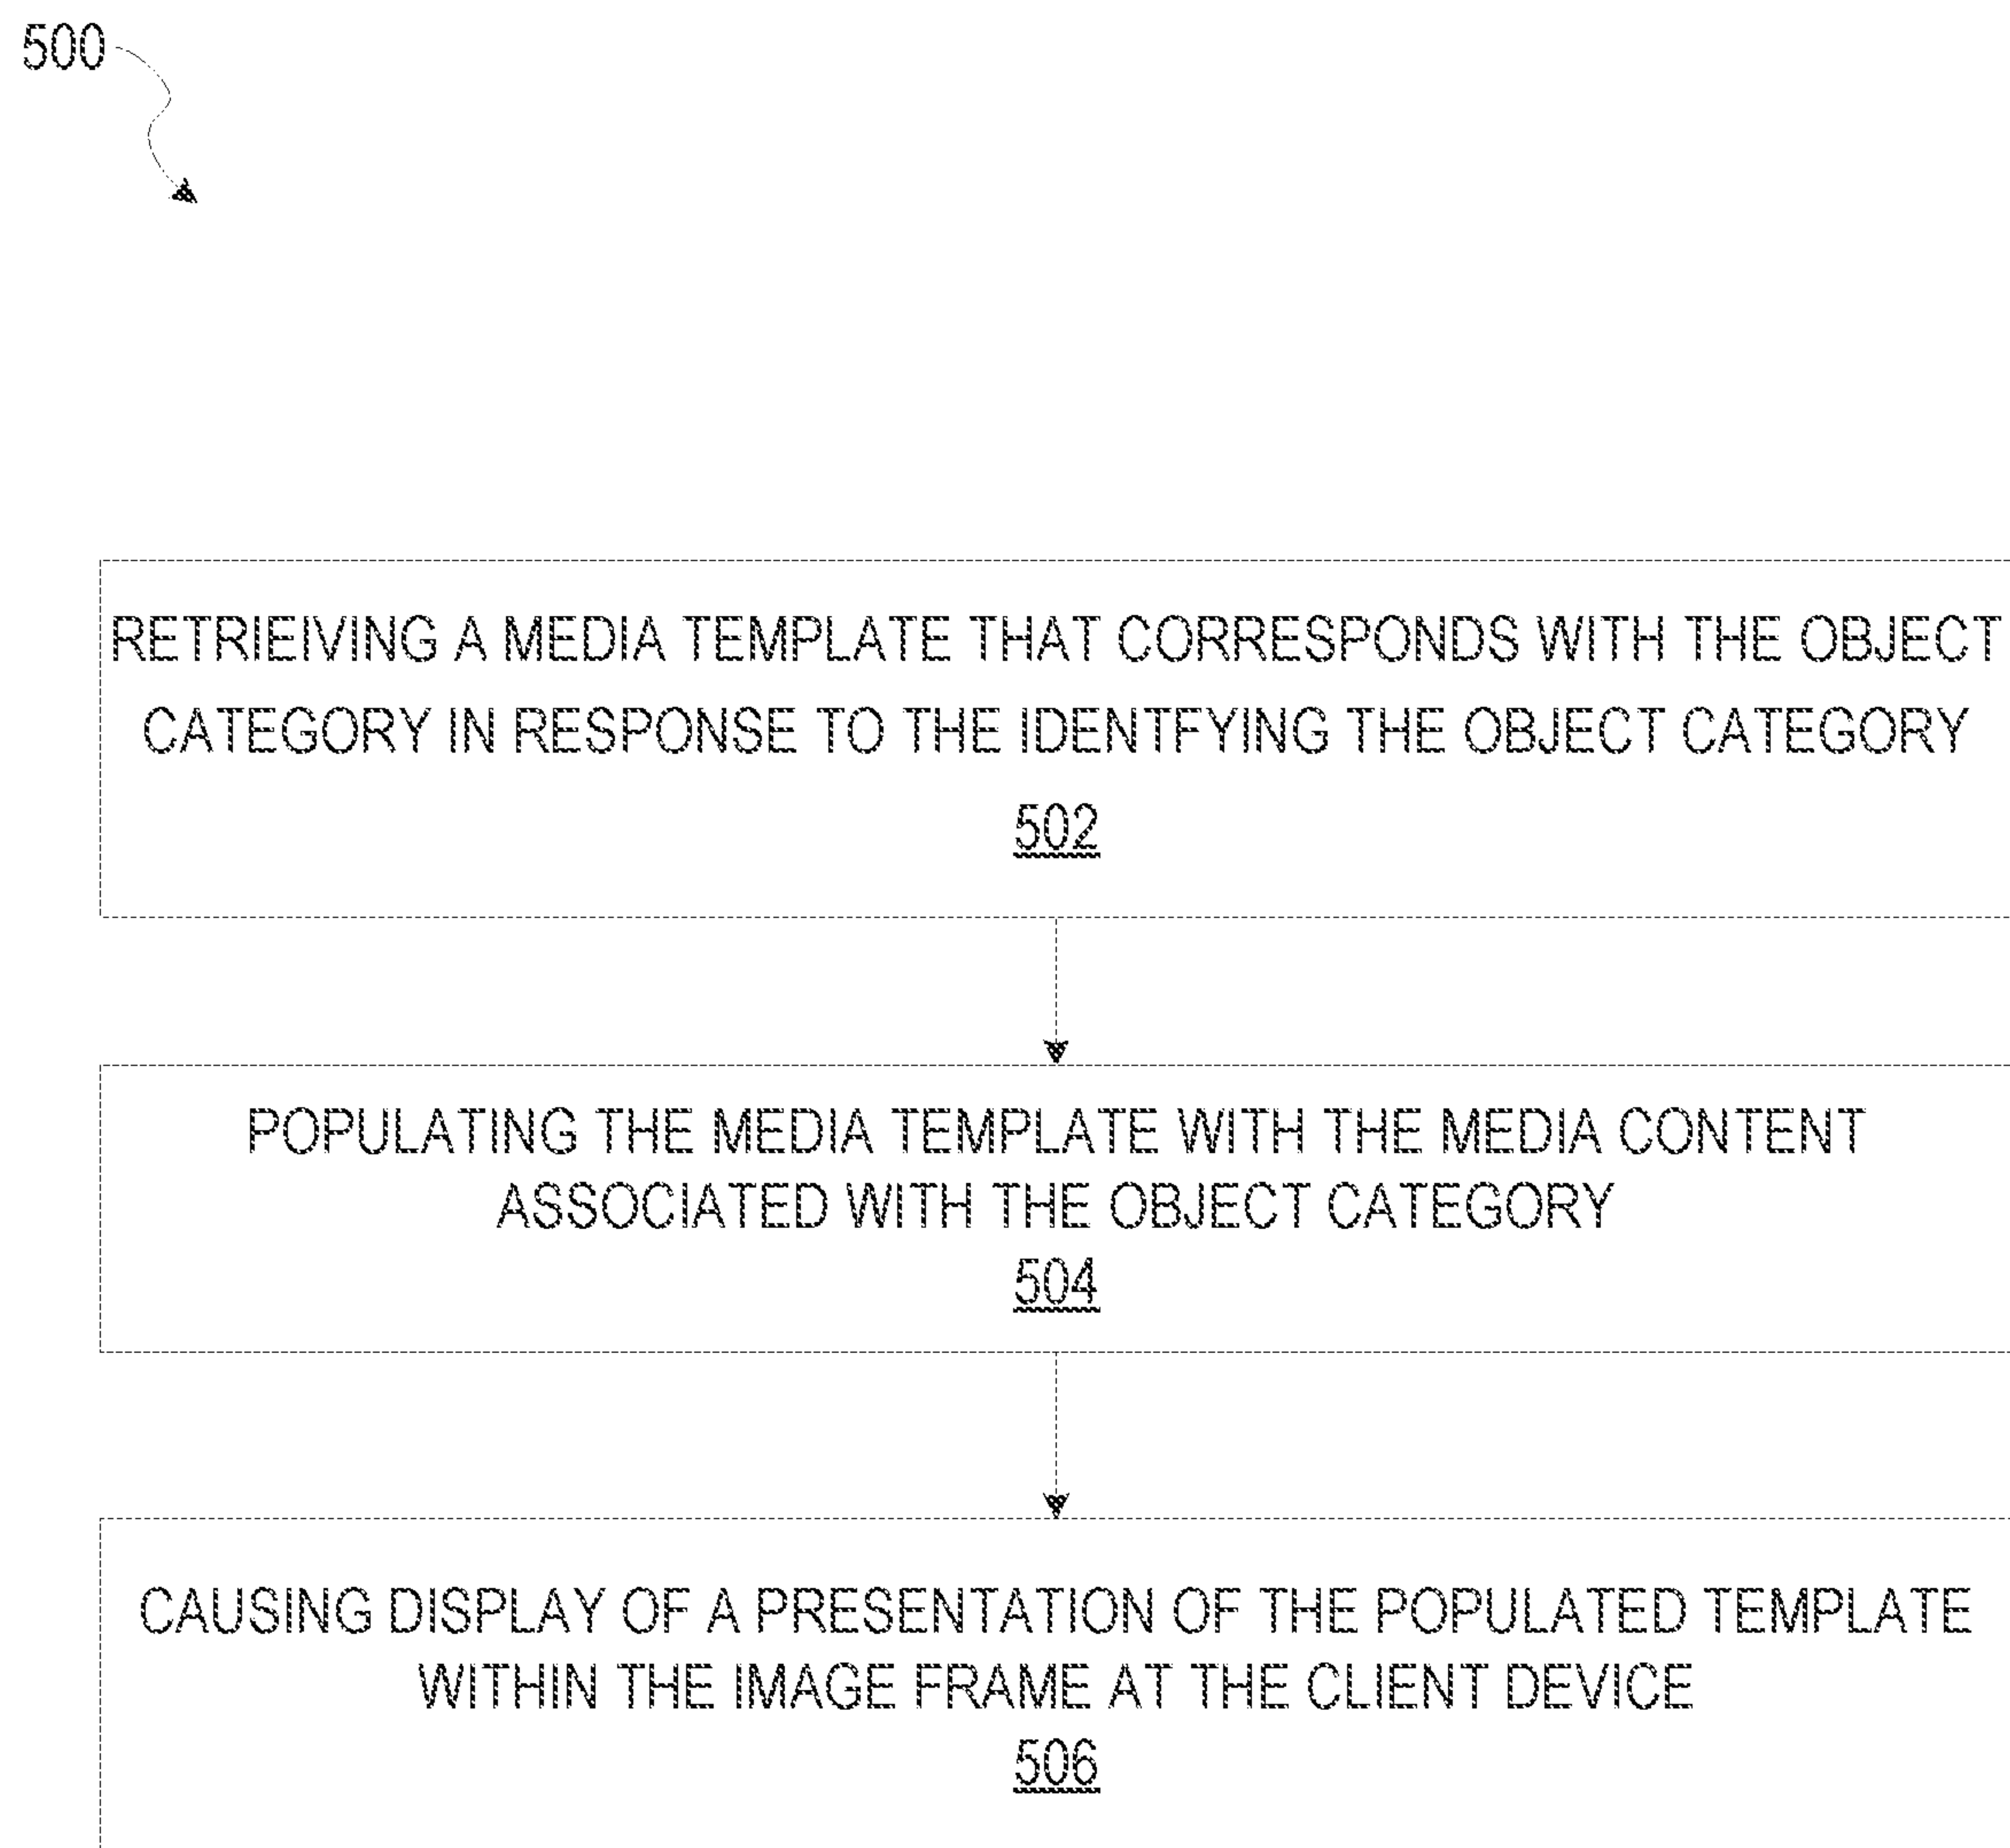 500
RETRIEIVING A MEDIA TEMPLATE THAT CORRESPONDS WITH THE OBJECT
CATEGORY IN RESPONSE TO THE IDENTFYING THE OBJECT CATEGORY
502
POPULATING THE MEDIA TEMPLATE WITH THE MEDIA CONTENT
ASSOCIATED WITH THE OBJECT CATEGORY
504
CAUSING DISPLAY OF A PRESENTATION OF THE POPULATED TEMPLATE
WITHIN THE IMAGE FRAME AT THE CLIENT DEVICE
506